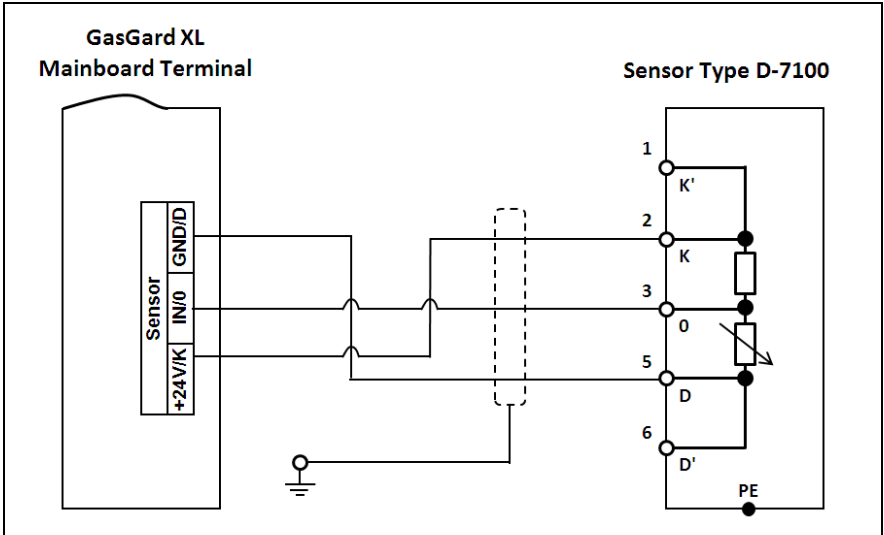 GasGard XL
Mainboard Terminal
Sensor Type D-7100
Sensor
GND/D
IN/0
+24V/K
1
K'
2
K
3
0
5
D
6
D'
PE